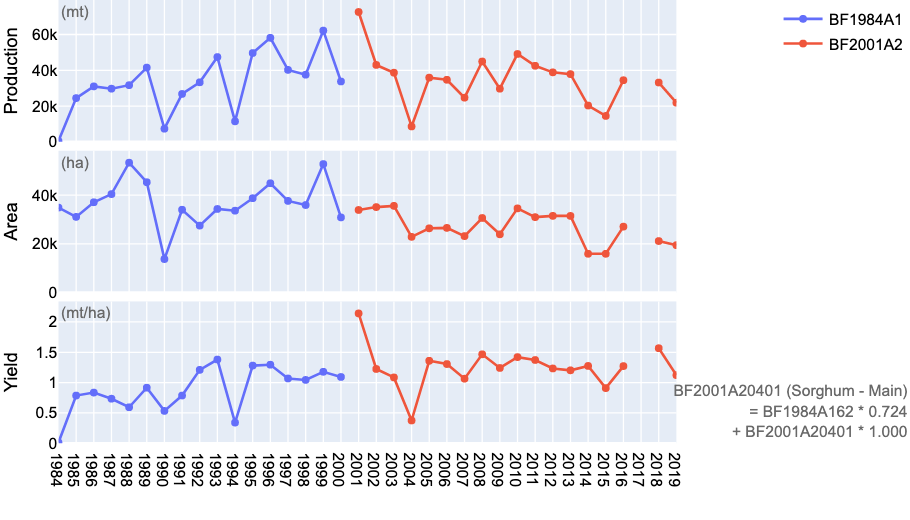 (mt)
Production
60k
40k
20k
0
BF1984A1
BF2001A2
(ha)
Area
40k
20k
0
(mt/ha)
Yield
2
1.5
1
0.5
0
BF2001A20401 (Sorghum - Main)
= BF1984A162 * 0.724
+ BF2001A20401 * 1.000
1984
1985
1986
1987
1988
1989
1990
1991
1992
1993
1994
1995
1996
1997
1998
1999
2000
2001
2002
2003
2004
2005
2006
2007
2008
2009
2010
2011
2012
2013
2014
2015
2016
2017
2018
2019